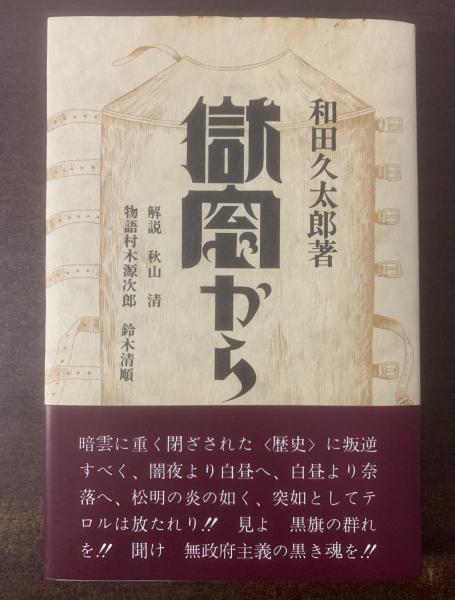 和田久太郎著
獄窓から
解説 秋山 清
物語村木源次郎 鈴木清順
暗雲に重く閉ざされた〈歴史〉に叛逆
すべく、闇夜より白昼へ、白昼より奈
落へ、松明の炎の如く、突如としてテ
ロルは放たれり!! 見よ 黒旗の群れ
を!! 聞け 無政府主義の黒き魂を!!